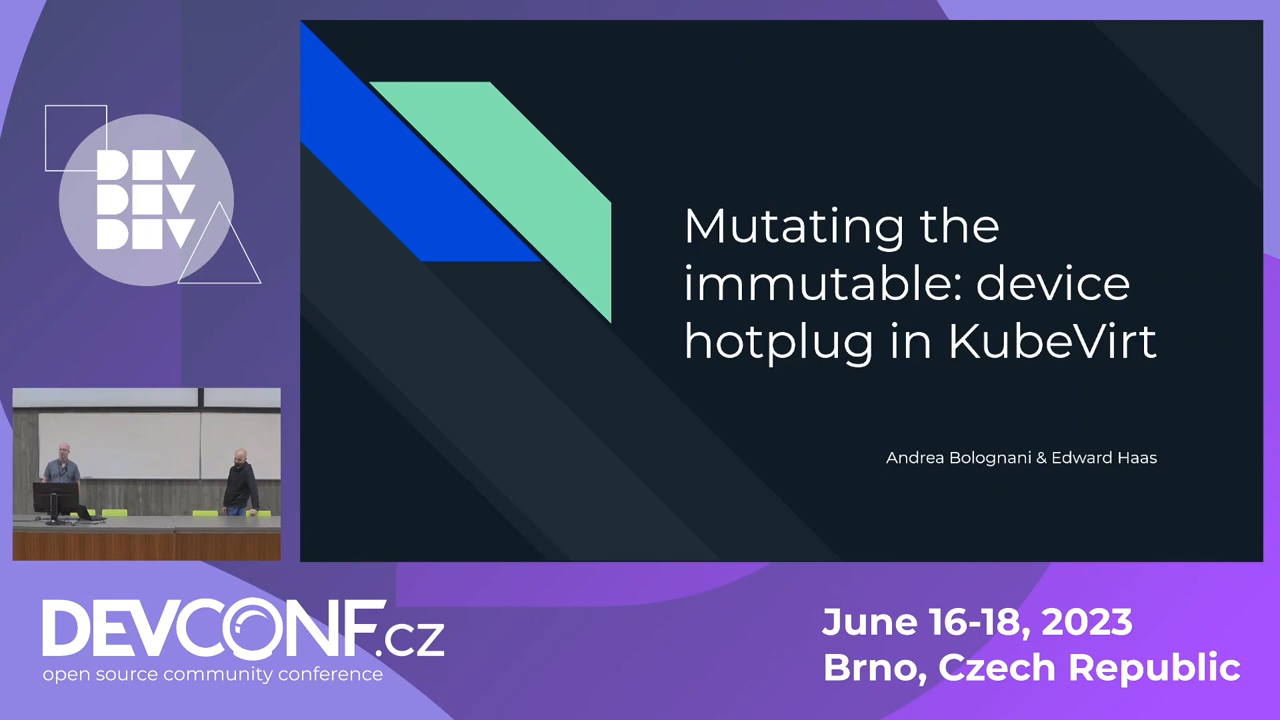 DEV
DEV
DEV
Mutating the
immutable: device
hotplug in KubeVirt
Andrea Bolognani & Edward Haas
DEVCONF.cz
open source community conference
June 16-18, 2023
Brno, Czech Republic